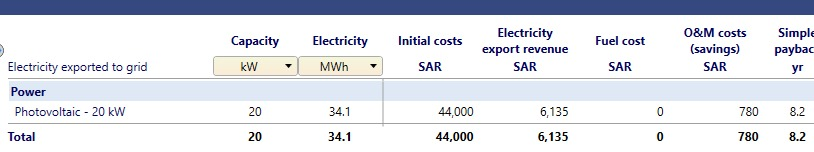 Capacity Electricity Initial costs Electricity export revenue Fuel cost O&M costs (savings) Simple
Electricity exported to grid kW MWh SAR SAR SAR SAR yr
Power
Photovoltaic - 20 kW 20 34.1 44,000 6,135 0 780 8.2
Total 20 34.1 44,000 6,135 0 780 8.2